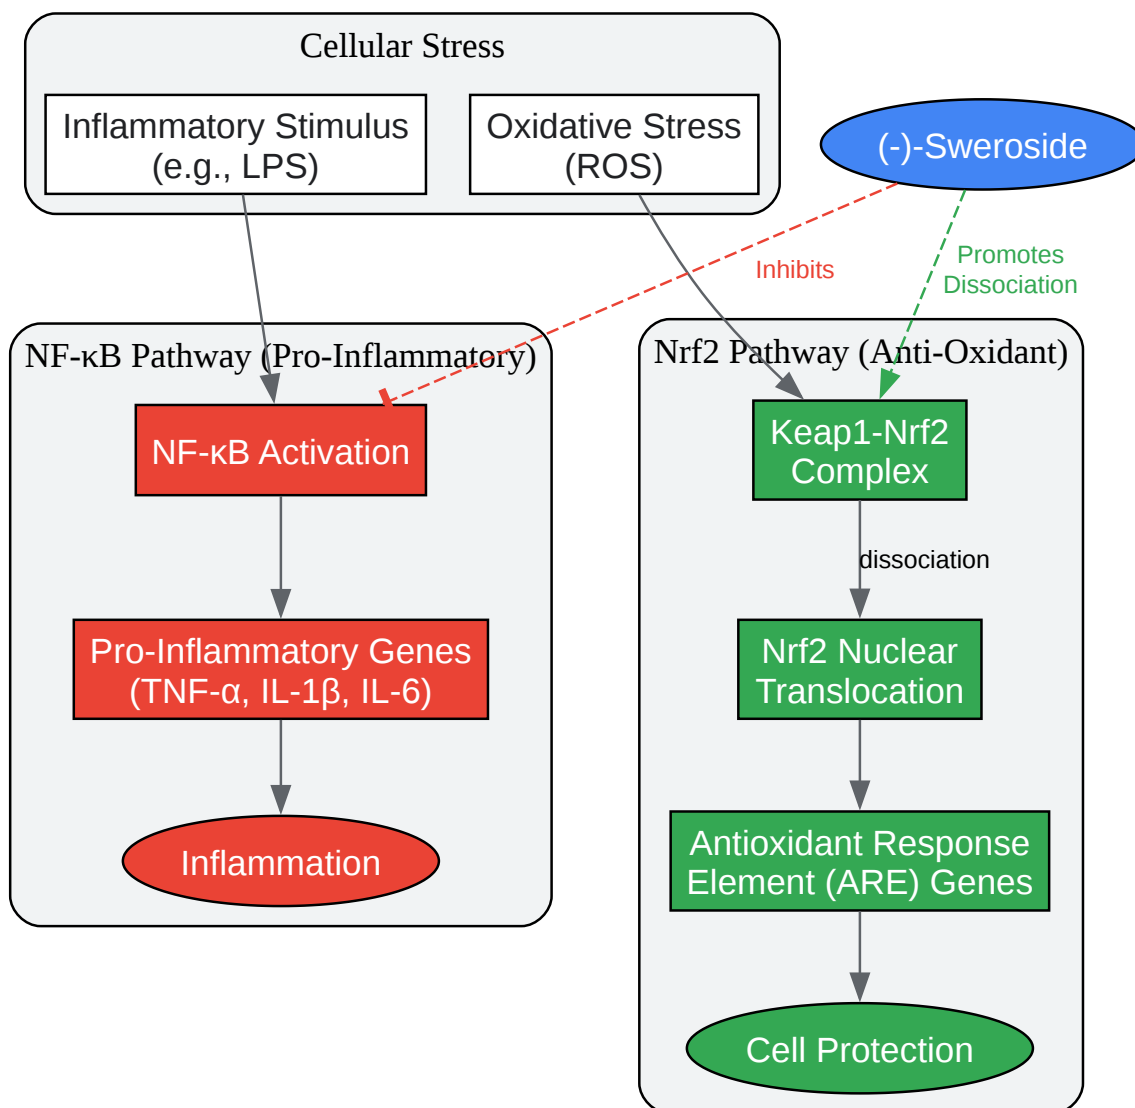 Cellular Stress
Inflammatory Stimulus
(e.g., LPS)
Oxidative Stress
(ROS)
(-)-Sweroside
Inhibits
Promotes
Dissociation
NF-κB Pathway (Pro-Inflammatory)
NF-κB Activation
Pro-Inflammatory Genes
(TNF-α, IL-1β, IL-6)
Inflammation
Nrf2 Pathway (Anti-Oxidant)
Keap1-Nrf2
Complex
dissociation
Nrf2 Nuclear
Translocation
Antioxidant Response
Element (ARE) Genes
Cell Protection